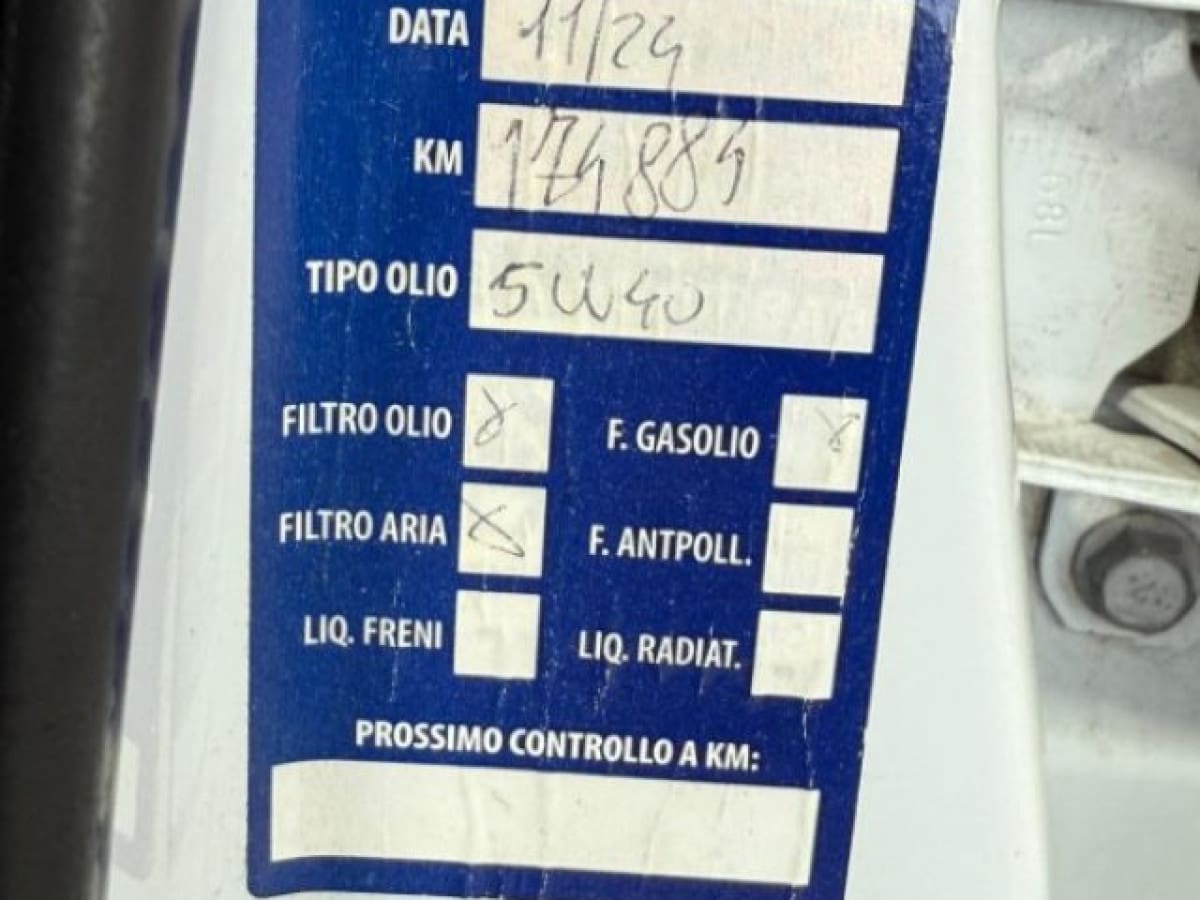 DATA 11/24
KM 174884
TIPO OLIO 5W40
FILTRO OLIO X F. GASOLIO X
FILTRO ARIA X F. ANTPOLL.
LIQ. FRENI LIQ. RADIAT.
PROSSIMO CONTROLLO A KM: